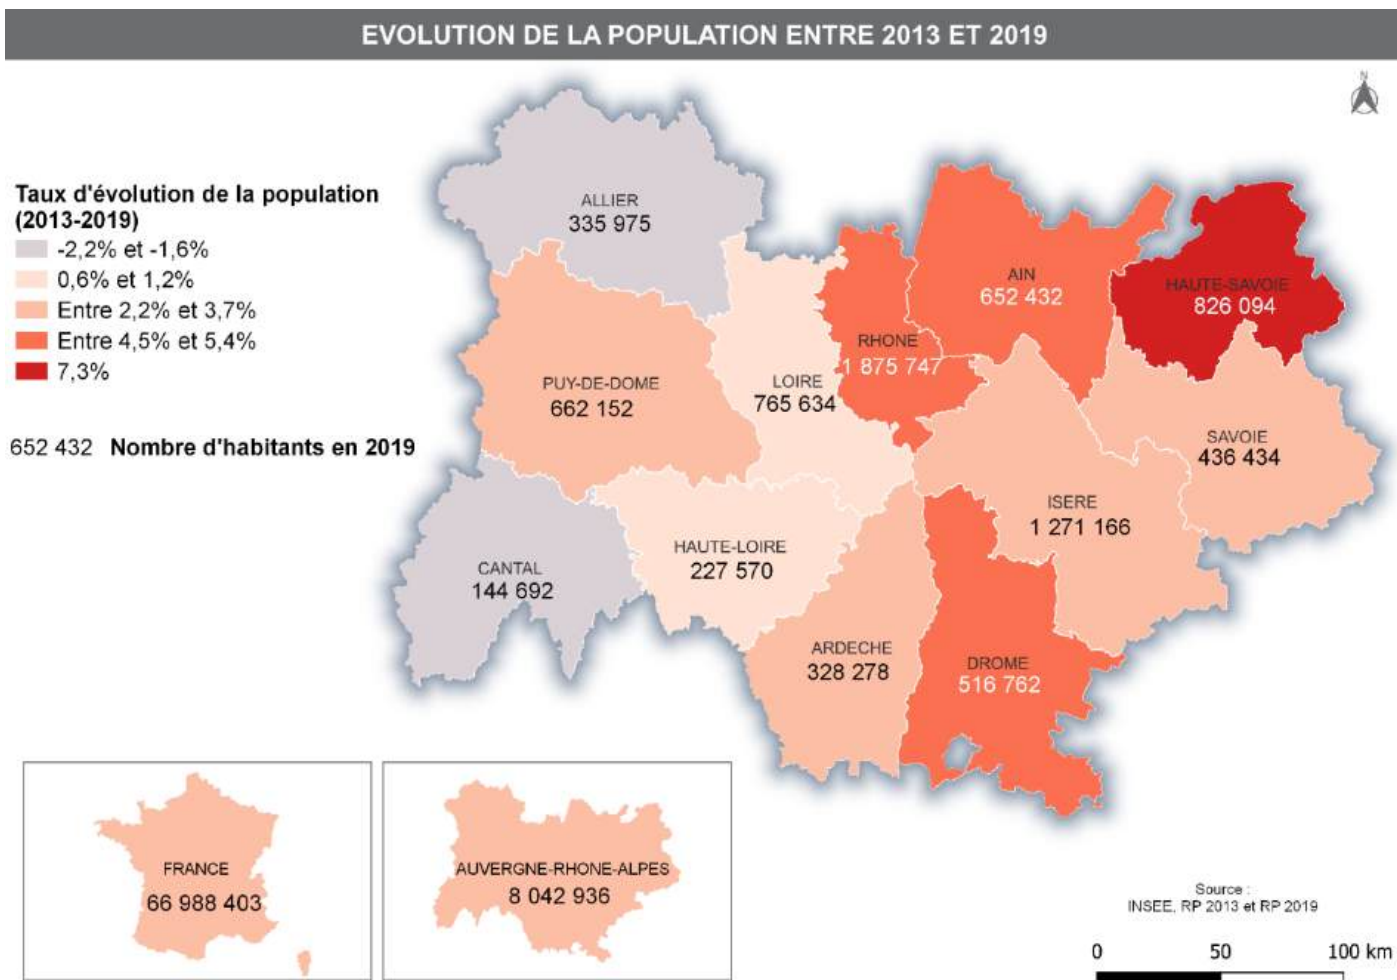 EVOLUTION DE LA POPULATION ENTRE 2013 ET 2019
N
Taux d'évolution de la population
(2013-2019)
-2,2% et -1,6%
0,6% et 1,2%
Entre 2,2% et 3,7%
Entre 4,5% et 5,4%
7,3%
652 432 Nombre d'habitants en 2019
ALLIER
335 975
AIN
652 432
HAUTE-SAVOIE
826 094
RHONE
1 875 747
PUY-DE-DOME
662 152
LOIRE
765 634
SAVOIE
436 434
ISERE
1 271 166
HAUTE-LOIRE
227 570
CANTAL
144 692
ARDECHE
328 278
DROME
516 762
FRANCE
66 988 403
AUVERGNE-RHONE-ALPES
8 042 936
Source :
INSEE, RP 2013 et RP 2019
0 50 100 km